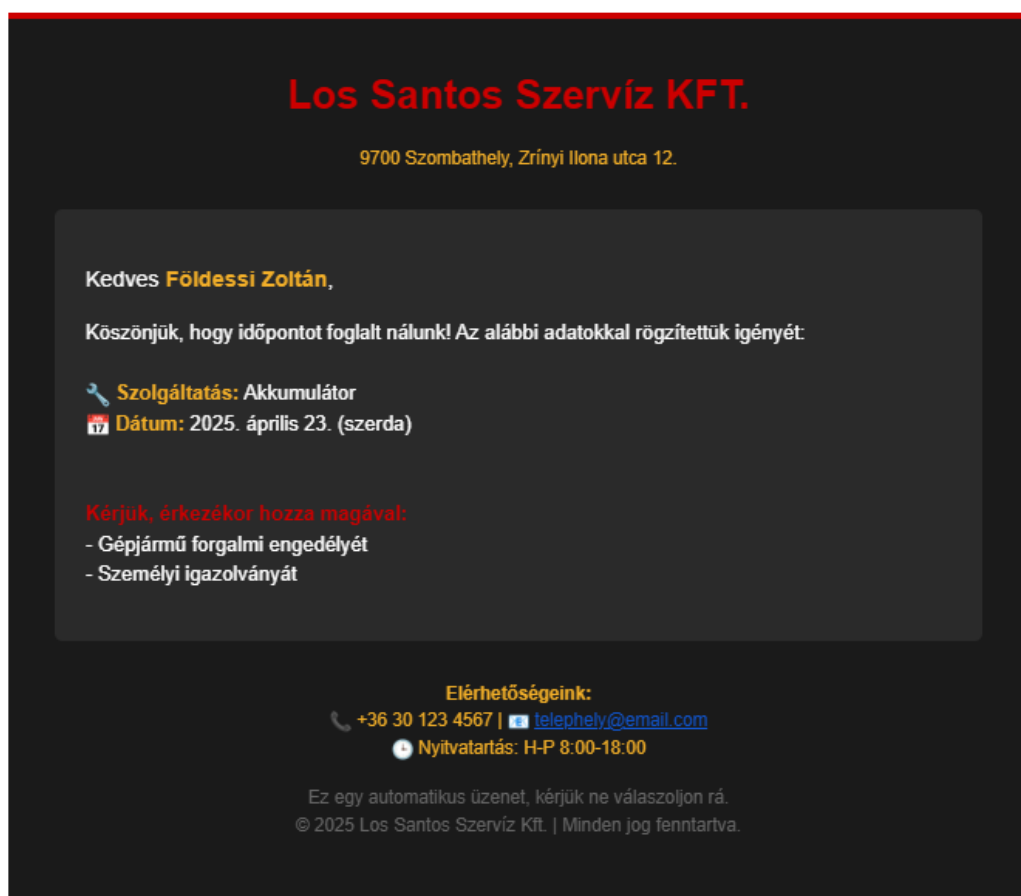 Los Santos Szervíz KFT.
9700 Szombathely, Zrínyi Ilona utca 12.
Kedves Földessi Zoltán,
Köszönjük, hogy időpontot foglalt nálunk! Az alábbi adatokkal rögzítettük igényét:
🔧 Szolgáltatás: Akkumulátor
📅 Dátum: 2025. április 23. (szerda)
Kérjük, érkezékor hozza magával:
- Gépjármű forgalmi engedélyét
- Személyi igazolványát
Elérhetőségeink:
📞 +36 30 123 4567 | 📧 telephely@email.com
🕒 Nyitvatartás: H-P 8:00-18:00
Ez egy automatikus üzenet, kérjük ne válaszoljon rá.
© 2025 Los Santos Szervíz Kft. | Minden jog fenntartva.